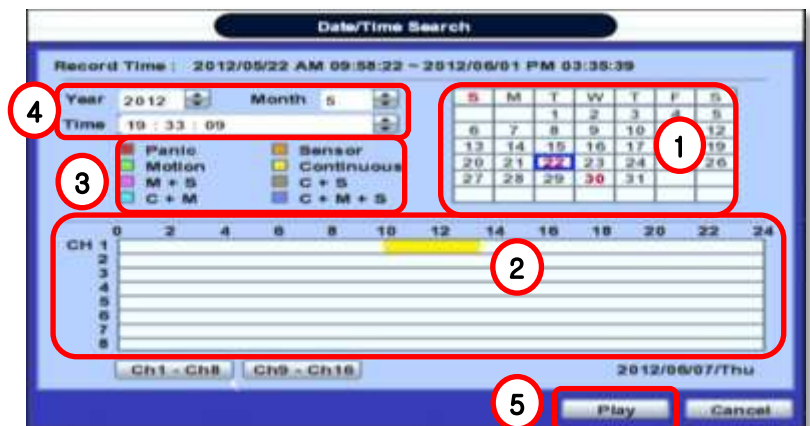 Date/Time Search
Record Time : 2012/05/22 AM 09:58:22 ~ 2012/06/01 PM 03:35:39
4
Year 2012 Month 5
Time 19 : 33 : 09
3
Panic Sensor
Motion Continuous
M + S C + S
C + M C + M + S
S M T W T F S
1 2 3 4 5
6 7 8 9 10 12
13 14 15 16 17 19
20 21 22 23 24 26
27 28 29 30 31
1
0 2 4 6 8 10 12 14 16 18 20 22 24
CH 1
2
3
4
5
6
7
8
2
Ch1 - Ch8 Ch9 - Ch16 2012/06/07/Thu
5
Play Cancel